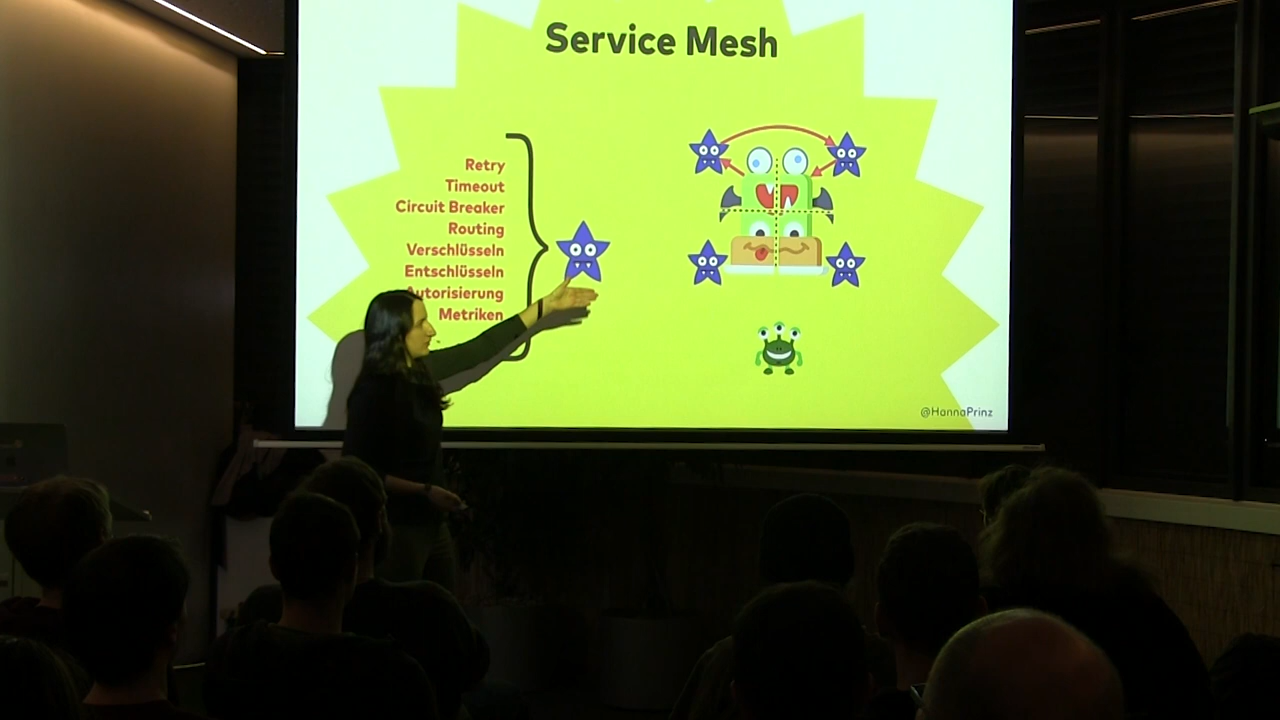 Service Mesh
Retry
Timeout
Circuit Breaker
Routing
Verschlüsseln
Entschlüsseln
Autorisierung
Metriken
@HannaPrinz